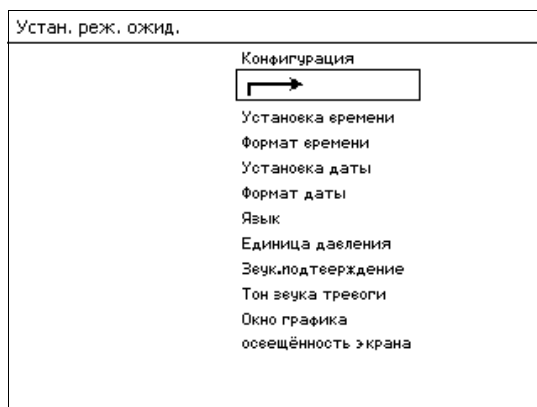 Устан. реж. ожид.
Конфигурация
Установка времени
Формат времени
Установка даты
Формат даты
Язык
Единица давления
Звук.подтверждение
Тон звука тревоги
Окно графика
освещённость экрана